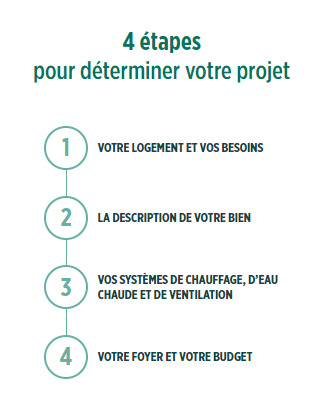 4 étapes
pour déterminer votre projet
1
VOTRE LOGEMENT ET VOS BESOINS
2
LA DESCRIPTION DE VOTRE BIEN
3
VOS SYSTÈMES DE CHAUFFAGE, D'EAU
CHAUDE ET DE VENTILATION
4
VOTRE FOYER ET VOTRE BUDGET